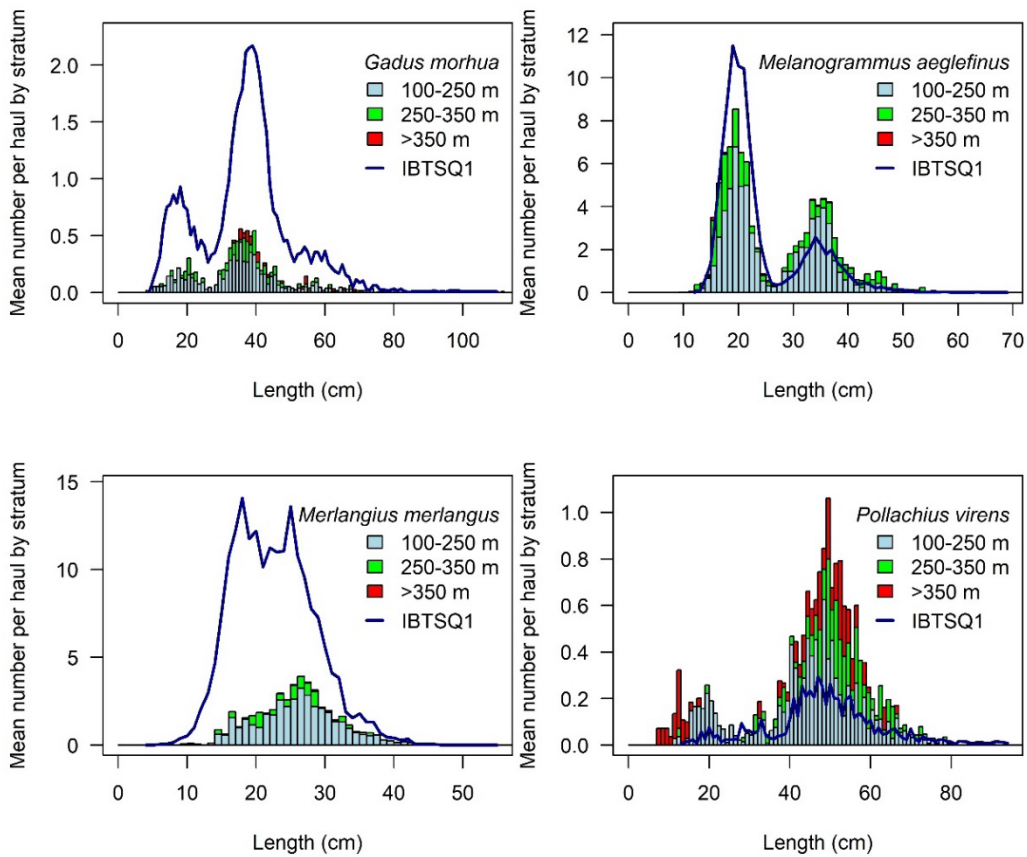 Mean number per haul by stratum
2.0
1.5
1.0
0.5
0.0
Gadus morhua
100-250 m
250-350 m
>350 m
IBTSQ1
0 20 40 60 80 100
Length (cm)
Mean number per haul by stratum
12
10
8
6
4
2
0
Melanogrammus aeglefinus
100-250 m
250-350 m
>350 m
IBTSQ1
0 10 20 30 40 50 60 70
Length (cm)
Mean number per haul by stratum
15
10
5
0
Merlangius merlangus
100-250 m
250-350 m
>350 m
IBTSQ1
0 10 20 30 40 50
Length (cm)
Mean number per haul by stratum
1.0
0.8
0.6
0.4
0.2
0.0
Pollachius virens
100-250 m
250-350 m
>350 m
IBTSQ1
0 20 40 60 80
Length (cm)